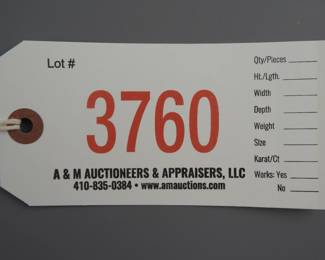 Lot #
3760
A & M AUCTIONEERS & APPRAISERS, LLC
410-835-0384 • www.amauctions.com
Qty/Pieces
Ht./Lgth.
Width
Depth
Weight
Size
Karat/Ct
Works: Yes
No